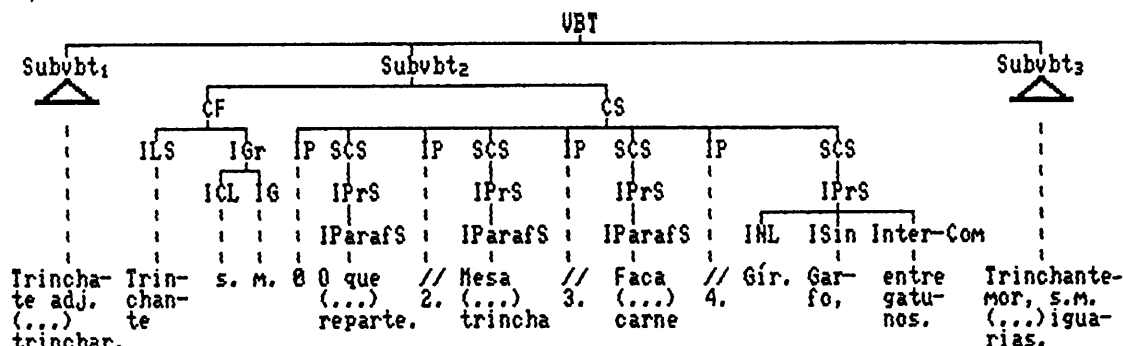 VBT
Subvbt1 Subvbt2 Subvbt3
CF CS
ILS IGr IP SCS IP SCS IP SCS IP SCS
ICL IG IPrS IPrS IPrS IPrS
IParafS IParafS IParafS INL ISin Inter-Com
Trincha- Trin- s. m. Ø O que // Mesa // Faca // Gír. Gar- entre Trinchante-
te adj. chan- (...) 2. (...) 3. (...) 4. fo, gatu- mor, s.m.
(...) te reparte. trincha carne nos. (...)igua-
trinchar. rias.